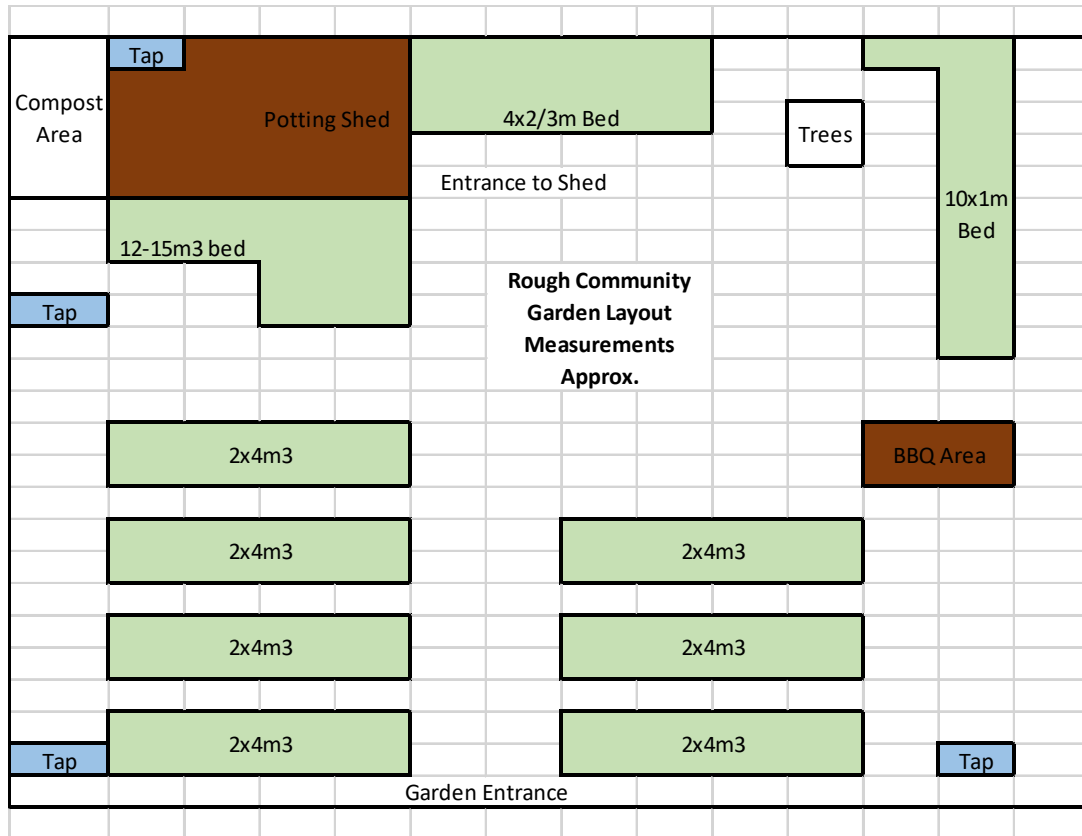 Tap
Compost
Area
Potting Shed
4x2/3m Bed
Trees
Entrance to Shed
10x1m
Bed
12-15m3 bed
Rough Community
Garden Layout
Measurements
Approx.
Tap
2x4m3
BBQ Area
2x4m3
2x4m3
2x4m3
2x4m3
2x4m3
2x4m3
Tap
Tap
Garden Entrance